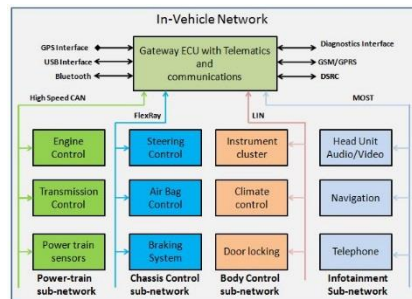 In-Vehicle Network
GPS Interface
USB Interface
Bluetooth
Gateway ECU with Telematics
and
communications
Diagnostics Interface
GSM/GPRS
DSRC
High Speed CAN
FlexRay
LIN
MOST
Engine
Control
Steering
Control
Instrument
cluster
Head Unit
Audio/Video
Transmission
Control
Air Bag
Control
Climate
control
Navigation
Power train
sensors
Braking
System
Door locking
Telephone
Power-train
sub-network
Chassis Control
sub-network
Body Control
sub-network
Infotainment
Sub-network